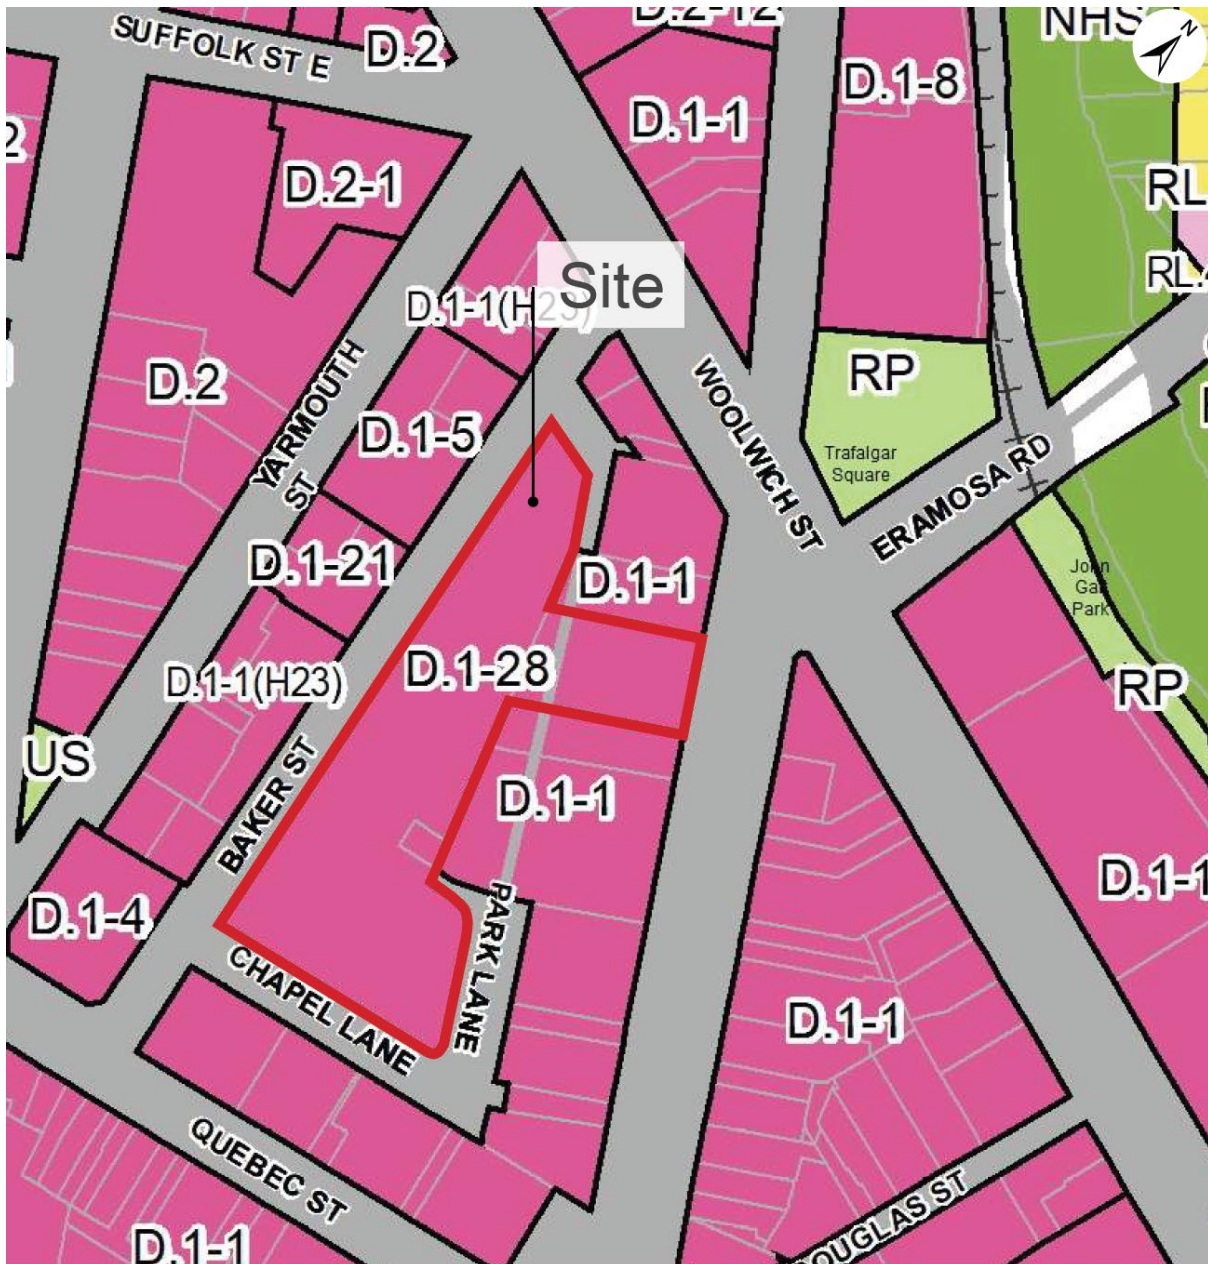 SUFFOLK ST E
D.2
D.2-12
NHS
N
D.1-8
D.1-1
2
D.2-1
RL
RL.4
Site
D.1-1(H23)
D.2
YARMOUTH
ST
D.1-5
WOOLWICH ST
RP
Trafalgar
Square
ERAMOSA RD
D.1-21
D.1-1
John
Galt
Park
D.1-1(H23)
D.1-28
RP
US
BAKER ST
D.1-1
D.1-1
D.1-4
PARK LANE
CHAPEL LANE
D.1-1
QUEBEC ST
DOUGLAS ST
D.1-1